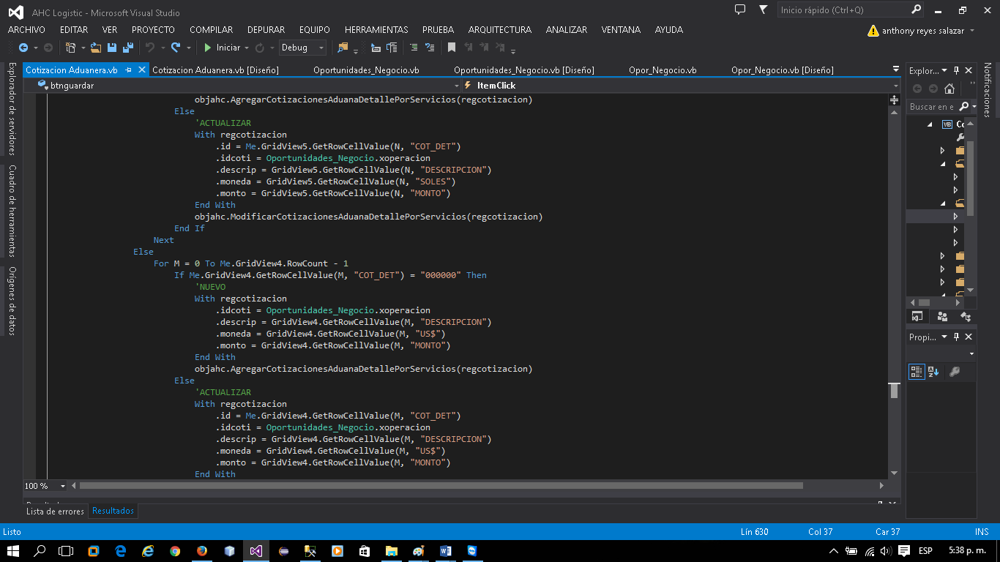 AHC Logistic - Microsoft Visual Studio
Inicio rápido (Ctrl+Q)
ARCHIVO EDITAR VER PROYECTO COMPILAR DEPURAR EQUIPO HERRAMIENTAS PRUEBA ARQUITECTURA ANALIZAR VENTANA AYUDA
anthony reyes salazar
Iniciar Debug
Cotizacion Aduanera.vb Cotizacion Aduanera.vb [Diseño] Oportunidades_Negocio.vb Oportunidades_Negocio.vb [Diseño] Opor_Negocio.vb Opor_Negocio.vb [Diseño]
btnguardar ItemClick
Explorador de servidores
Cuadro de herramientas
Orígenes de datos
objahc.AgregarCotizacionesAduanaDetallePorServicios(regcotizacion)
Else
'ACTUALIZAR
With regcotizacion
.id = Me.GridView5.GetRowCellValue(N, "COT_DET")
.idcoti = Oportunidades_Negocio.xoperacion
.descrip = GridView5.GetRowCellValue(N, "DESCRIPCION")
.moneda = GridView5.GetRowCellValue(N, "SOLES")
.monto = GridView5.GetRowCellValue(N, "MONTO")
End With
objahc.ModificarCotizacionesAduanaDetallePorServicios(regcotizacion)
End If
Next
Else
For M = 0 To Me.GridView4.RowCount - 1
If Me.GridView4.GetRowCellValue(M, "COT_DET") = "000000" Then
'NUEVO
With regcotizacion
.idcoti = Oportunidades_Negocio.xoperacion
.descrip = GridView4.GetRowCellValue(M, "DESCRIPCION")
.moneda = GridView4.GetRowCellValue(M, "US$")
.monto = GridView4.GetRowCellValue(M, "MONTO")
End With
objahc.AgregarCotizacionesAduanaDetallePorServicios(regcotizacion)
Else
'ACTUALIZAR
With regcotizacion
.id = Me.GridView4.GetRowCellValue(M, "COT_DET")
.idcoti = Oportunidades_Negocio.xoperacion
.descrip = GridView4.GetRowCellValue(M, "DESCRIPCION")
.moneda = GridView4.GetRowCellValue(M, "US$")
.monto = GridView4.GetRowCellValue(M, "MONTO")
End With
100 %
Explor...
Buscar en e
VB
Propi...
Notificaciones
Lista de errores Resultados
Listo Lín 630 Col 37 Car 37 INS
ESP 5:38 p. m.